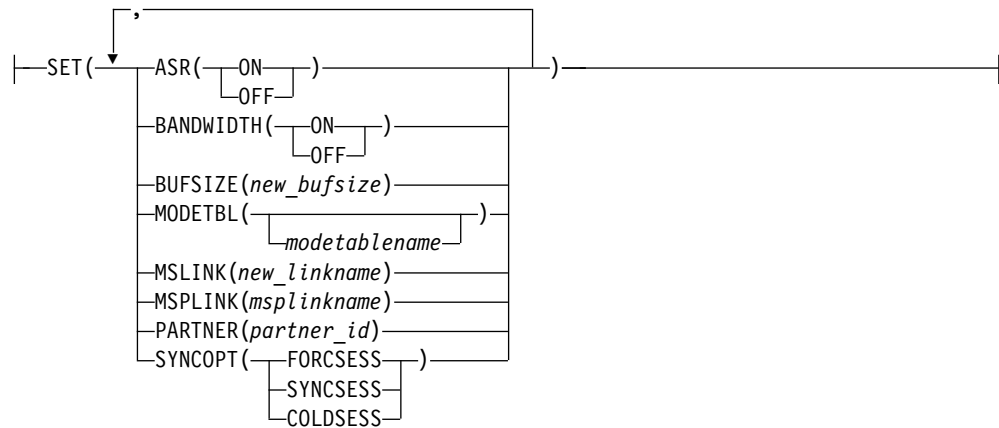 ,
SET( ASR( ON ) )
OFF
BANDWIDTH( ON )
OFF
BUFSIZE(new_bufsize)
MODETBL( )
modetablename
MSLINK(new_linkname)
MSPLINK(msplinkname)
PARTNER(partner_id)
SYNCOPT( FORCSESS )
SYNCSESS
COLDSESS